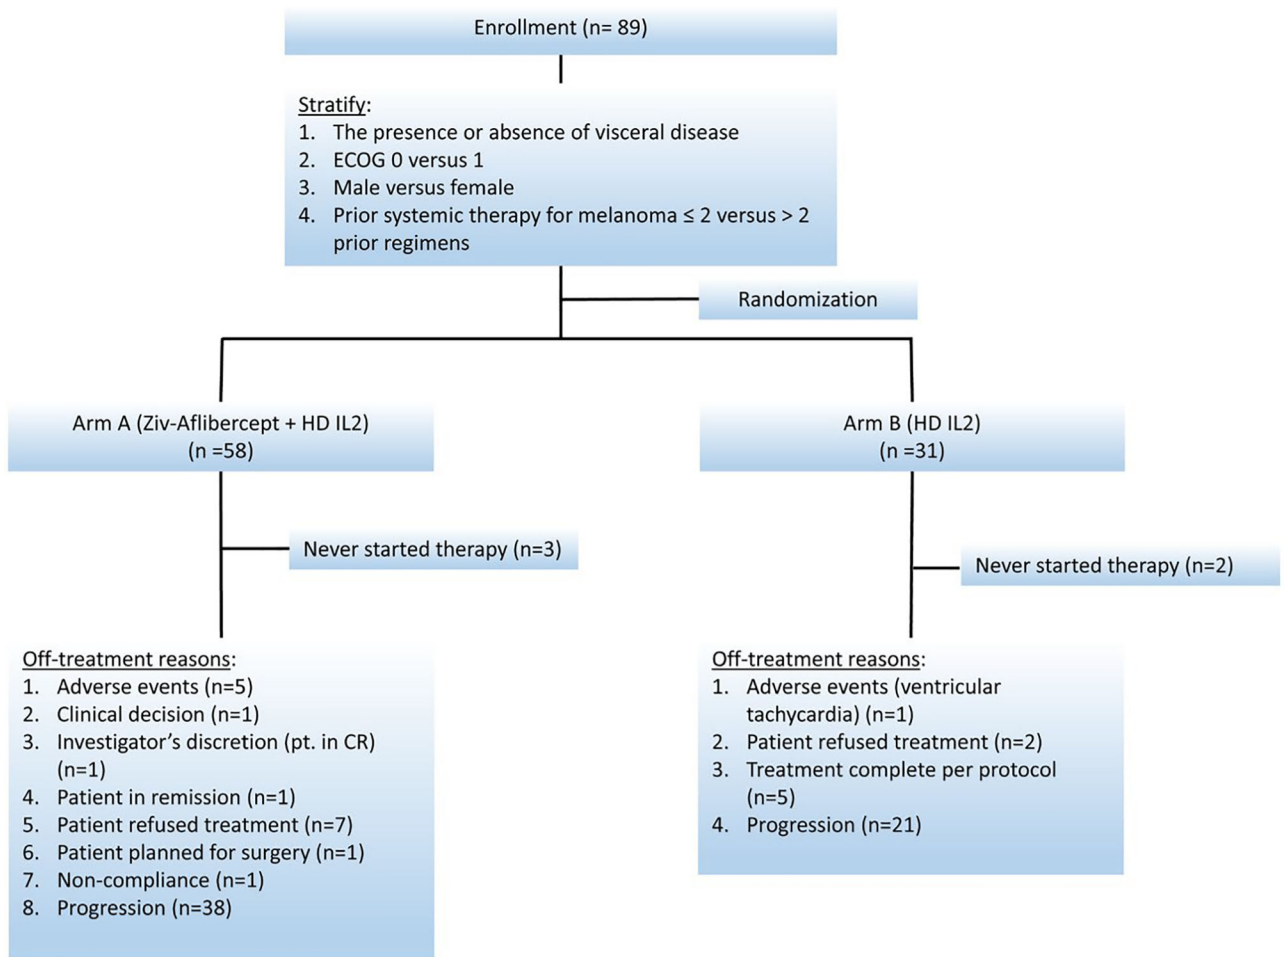 Enrollment (n= 89)
Stratify:
1. The presence or absence of visceral disease
2. ECOG 0 versus 1
3. Male versus female
4. Prior systemic therapy for melanoma ≤ 2 versus > 2
prior regimens
Randomization
Arm A (Ziv-Aflibercept + HD IL2)
(n =58)
Arm B (HD IL2)
(n =31)
Never started therapy (n=3)
Never started therapy (n=2)
Off-treatment reasons:
1. Adverse events (n=5)
2. Clinical decision (n=1)
3. Investigator’s discretion (pt. in CR)
(n=1)
4. Patient in remission (n=1)
5. Patient refused treatment (n=7)
6. Patient planned for surgery (n=1)
7. Non-compliance (n=1)
8. Progression (n=38)
Off-treatment reasons:
1. Adverse events (ventricular
tachycardia) (n=1)
2. Patient refused treatment (n=2)
3. Treatment complete per protocol
(n=5)
4. Progression (n=21)